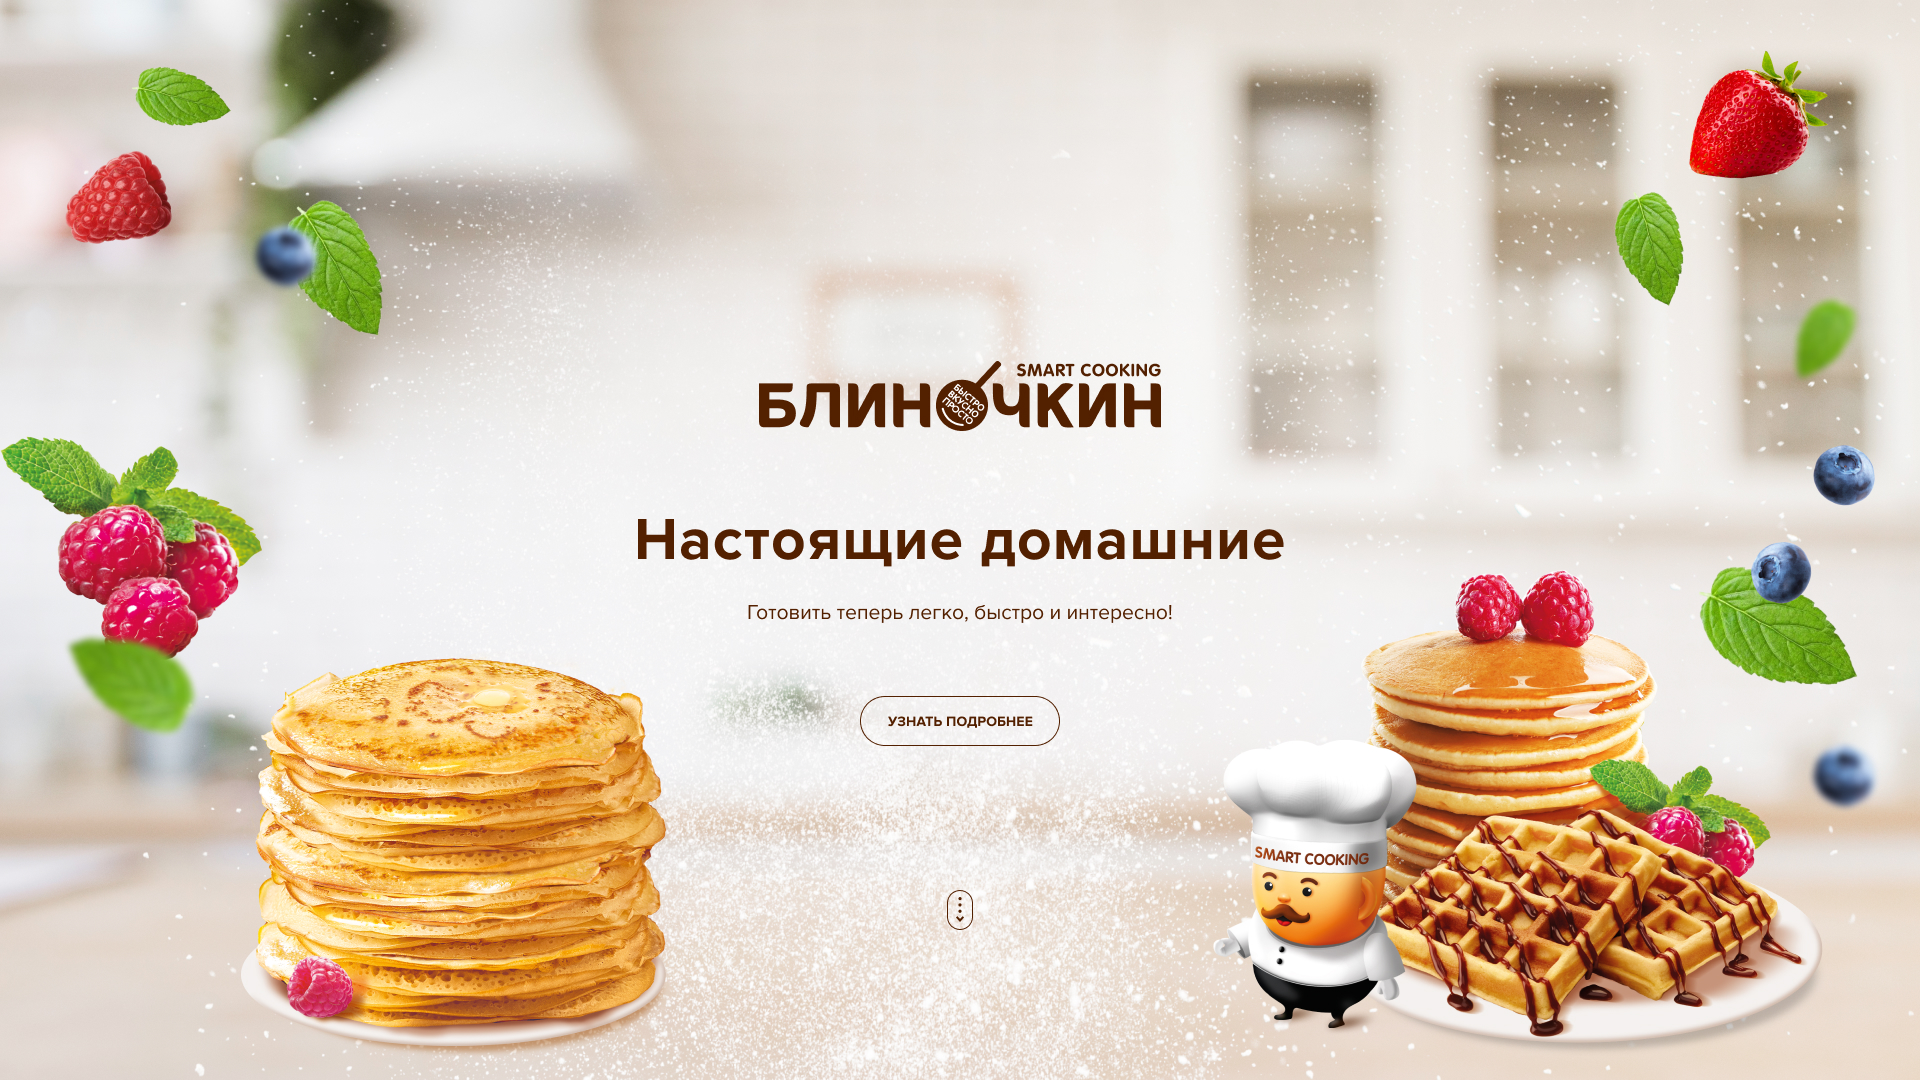 SMART COOKING
БЛИНОЧКИН
БЫСТРО
ВКУСНО
ПРОСТО
Настоящие домашние
Готовить теперь легко, быстро и интересно!
УЗНАТЬ ПОДРОБНЕЕ
SMART COOKING